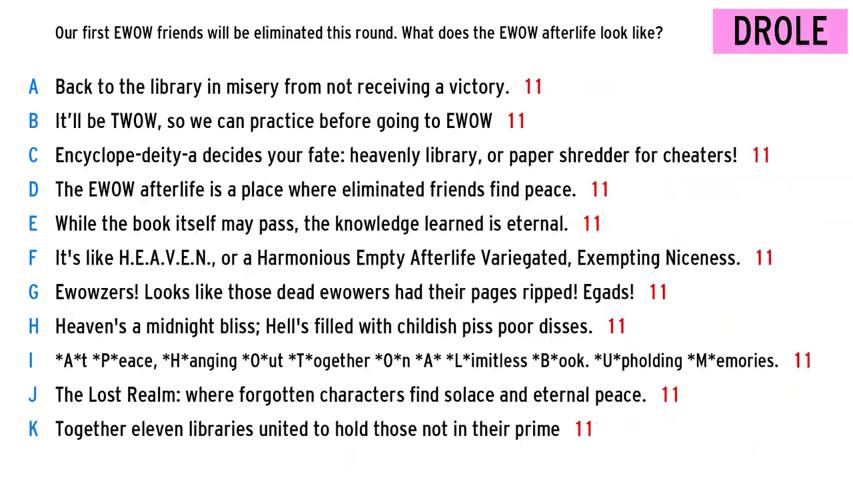 Our first EWOW friends will be eliminated this round. What does the EWOW afterlife look like?
DROLE
A Back to the library in misery from not receiving a victory. 11
B It'll be TWOW, so we can practice before going to EWOW 11
C Encyclope-deity-a decides your fate: heavenly library, or paper shredder for cheaters! 11
D The EWOW afterlife is a place where eliminated friends find peace. 11
E While the book itself may pass, the knowledge learned is eternal. 11
F It's like H.E.A.V.E.N., or a Harmonious Empty Afterlife Variegated, Exempting Niceness. 11
G Ewowzers! Looks like those dead ewowers had their pages ripped! Egads! 11
H Heaven's a midnight bliss; Hell's filled with childish piss poor disses. 11
I *A*t *P*eace, *H*anging *O*ut *T*ogether *O*n *A* *L*imitless *B*ook. *U*pholding *M*emories. 11
J The Lost Realm: where forgotten characters find solace and eternal peace. 11
K Together eleven libraries united to hold those not in their prime 11